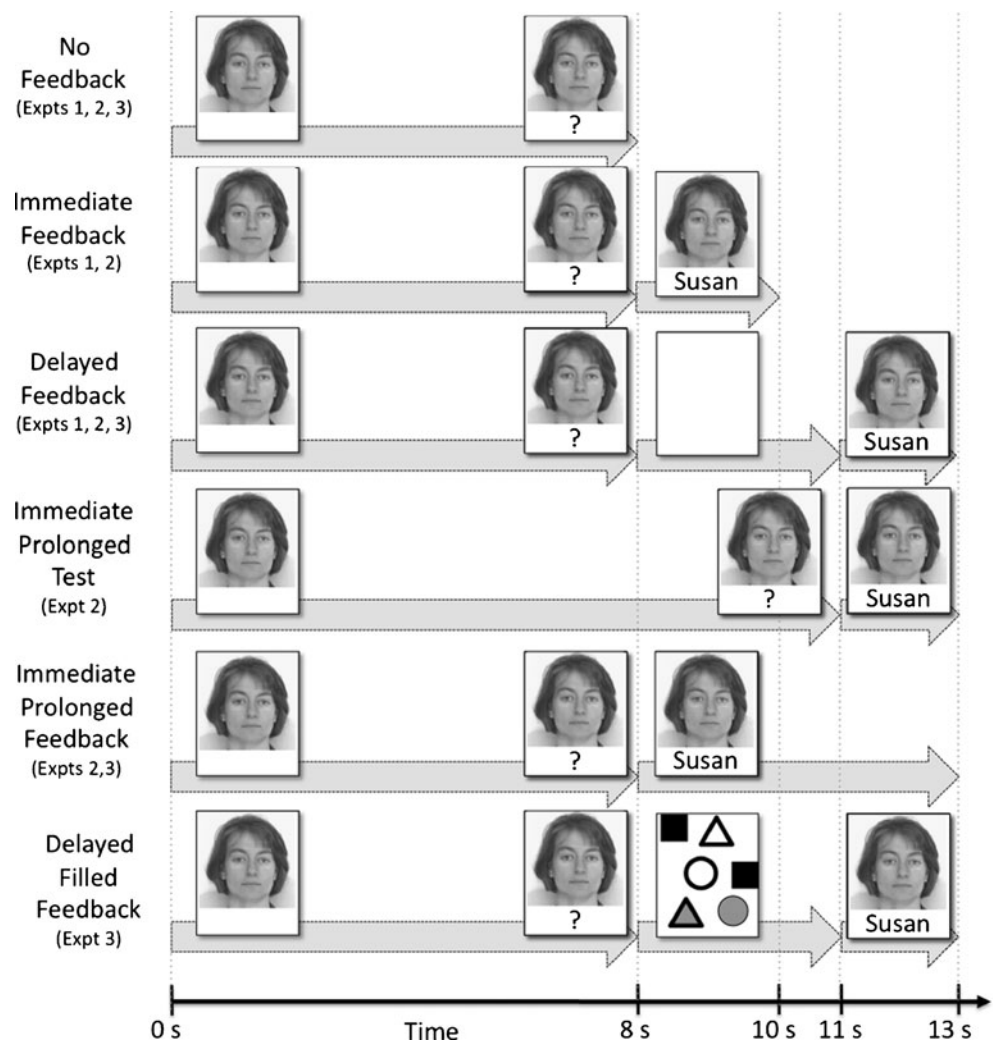 No
Feedback
(Expts 1, 2, 3)
?
Immediate
Feedback
(Expts 1, 2)
?
Susan
Delayed
Feedback
(Expts 1, 2, 3)
?
Susan
Immediate
Prolonged
Test
(Expt 2)
?
Susan
Immediate
Prolonged
Feedback
(Expts 2,3)
?
Susan
Delayed
Filled
Feedback
(Expt 3)
?
Susan
0 s Time 8 s 10 s 11 s 13 s